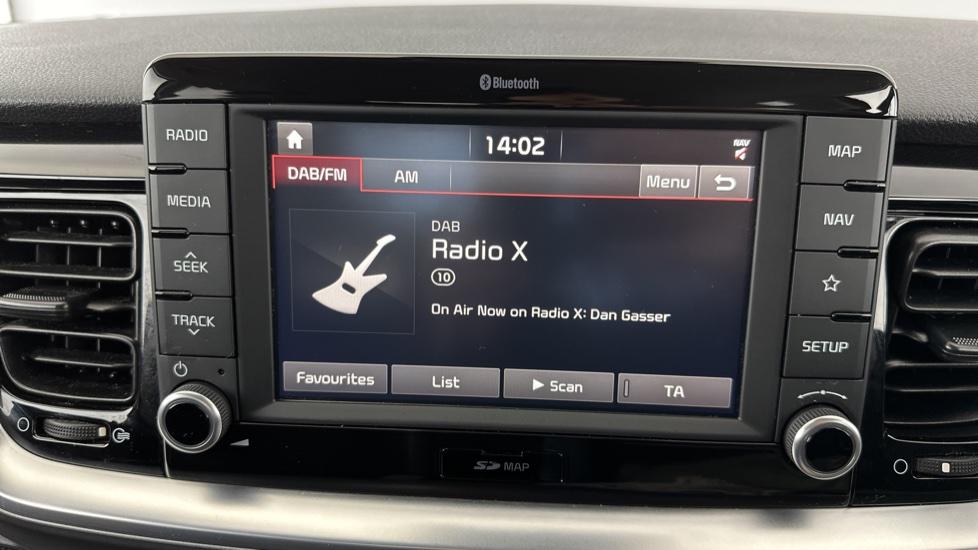 Bluetooth
RADIO
MEDIA
SEEK
TRACK
14:02
NAV
DAB/FM
AM
Menu
DAB
Radio X
10
On Air Now on Radio X: Dan Gasser
Favourites
List
Scan
TA
MAP
NAV
SETUP
SD MAP